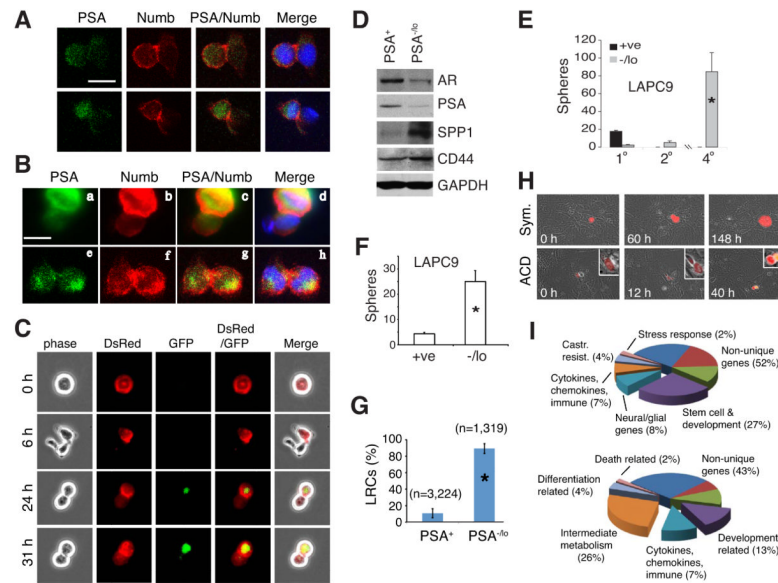 A
PSA Numb PSA/Numb Merge
B
PSA Numb PSA/Numb Merge
a b c d
e f g h
C
phase DsRed GFP DsRed /GFP Merge
0 h
6 h
24 h
31 h
D
PSA+ PSA-/lo
AR
PSA
SPP1
CD44
GAPDH
E
+ve
-/lo
LAPC9
Spheres
120
100
80
60
40
20
0
*
1° 2° 4°
F
LAPC9
Spheres
30
20
10
0
*
+ve -/lo
G
(n=1,319)
(n=3,224)
LRCs (%)
100
80
60
40
20
0
*
PSA+ PSA-/lo
H
Sym.
0 h 60 h 148 h
ACD
0 h 12 h 40 h
I
Stress response (2%)
Castr. resist. (4%)
Non-unique genes (52%)
Cytokines, chemokines, immune (7%)
Neural/glial genes (8%)
Stem cell & development (27%)
Death related (2%)
Non-unique genes (43%)
Differentiation related (4%)
Intermediate metabolism (26%)
Cytokines, chemokines, immune (7%)
Development related (13%)